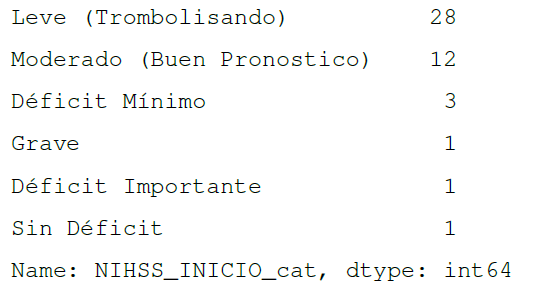 Leve (Trombolisando) 28
Moderado (Buen Pronostico) 12
Déficit Mínimo 3
Grave 1
Déficit Importante 1
Sin Déficit 1
Name: NIHSS_INICIO_cat, dtype: int64